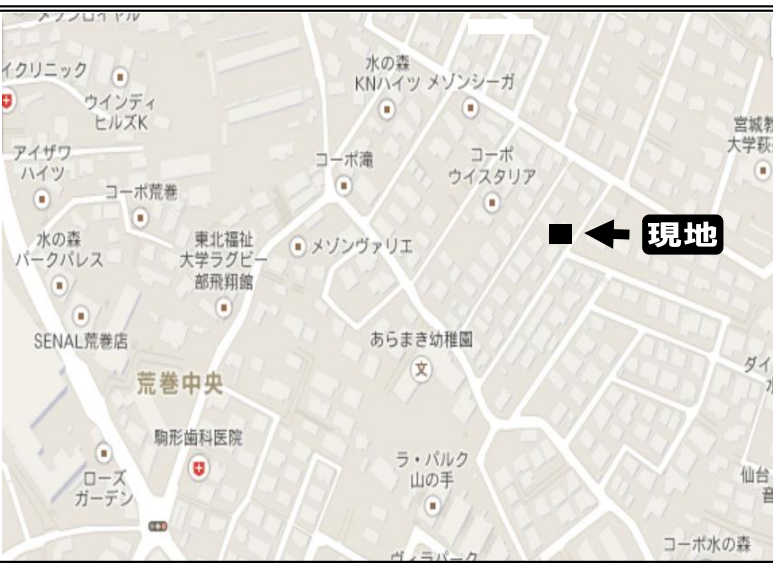 メゾンロイヤル
イクリニック
ウインディ
ヒルズK
水の森
KNハイツ
メゾンシーガ
宮城教
大学萩
アイザワ
ハイツ
コーポ荒巻
コーポ滝
コーポ
ウイスタリア
水の森
パークパレス
東北福祉
大学ラグビー
部飛翔館
メゾンヴァリエ
現地
SENAL荒巻店
あらまき幼稚園
文
荒巻中央
ダイ
駒形歯科医院
ラ・パルク
山の手
ローズ
ガーデン
仙台
音
コーポ水の森
ヴィラパーク